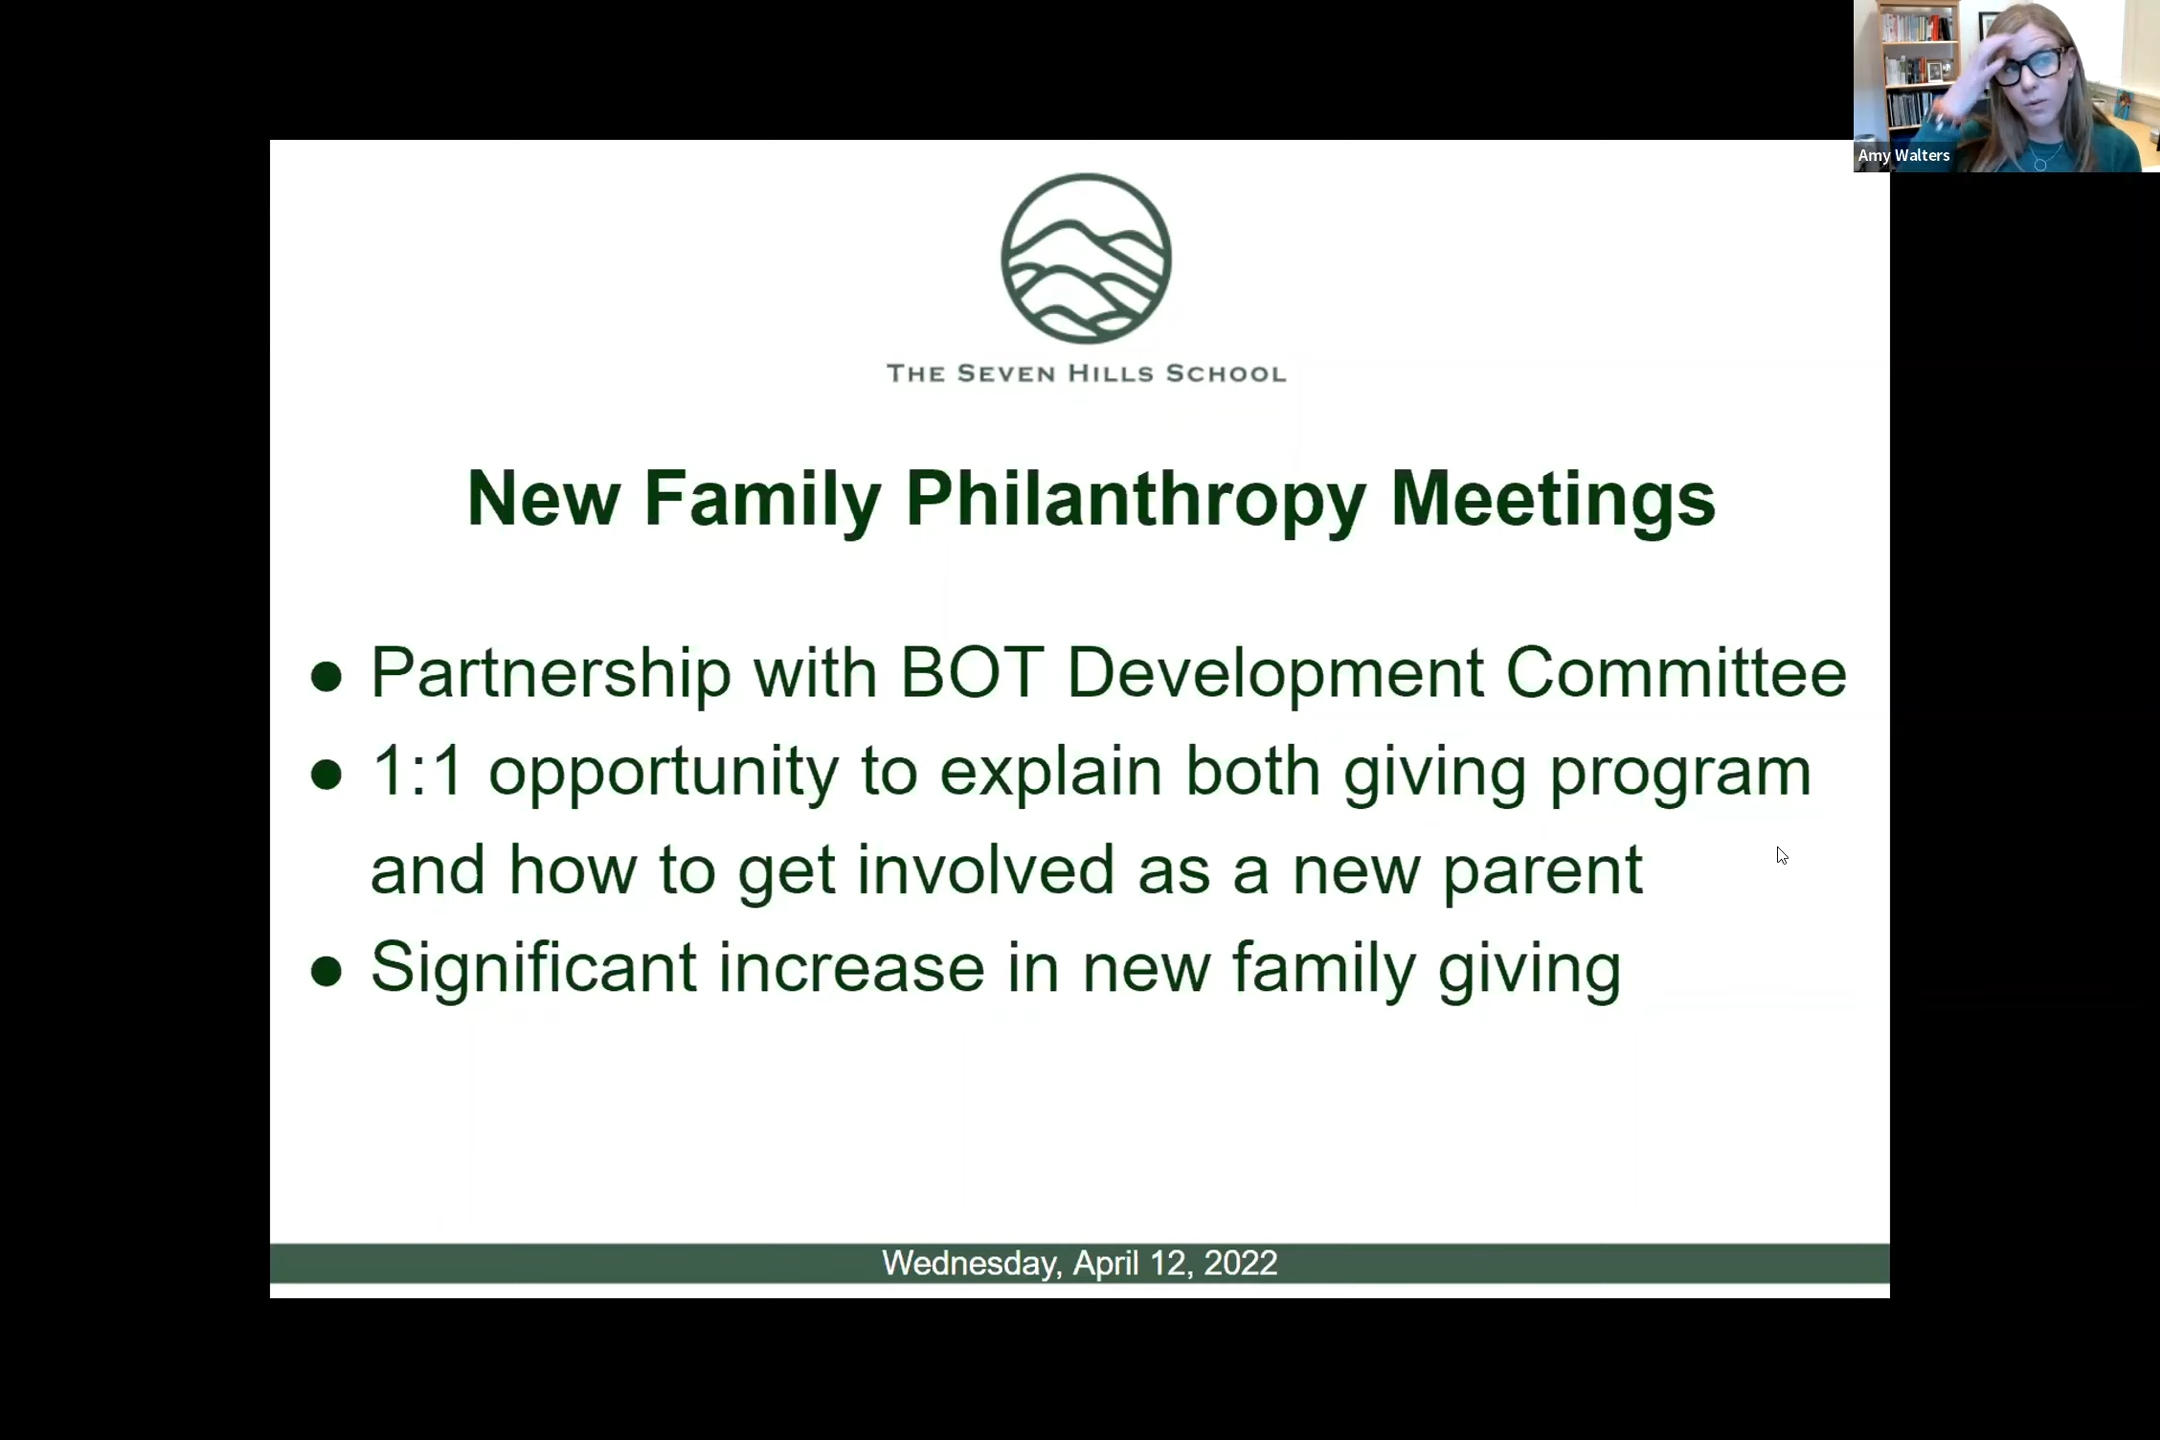 Amy Walters
THE SEVEN HILLS SCHOOL
New Family Philanthropy Meetings
● Partnership with BOT Development Committee
● 1:1 opportunity to explain both giving program
and how to get involved as a new parent
● Significant increase in new family giving
Wednesday, April 12, 2022